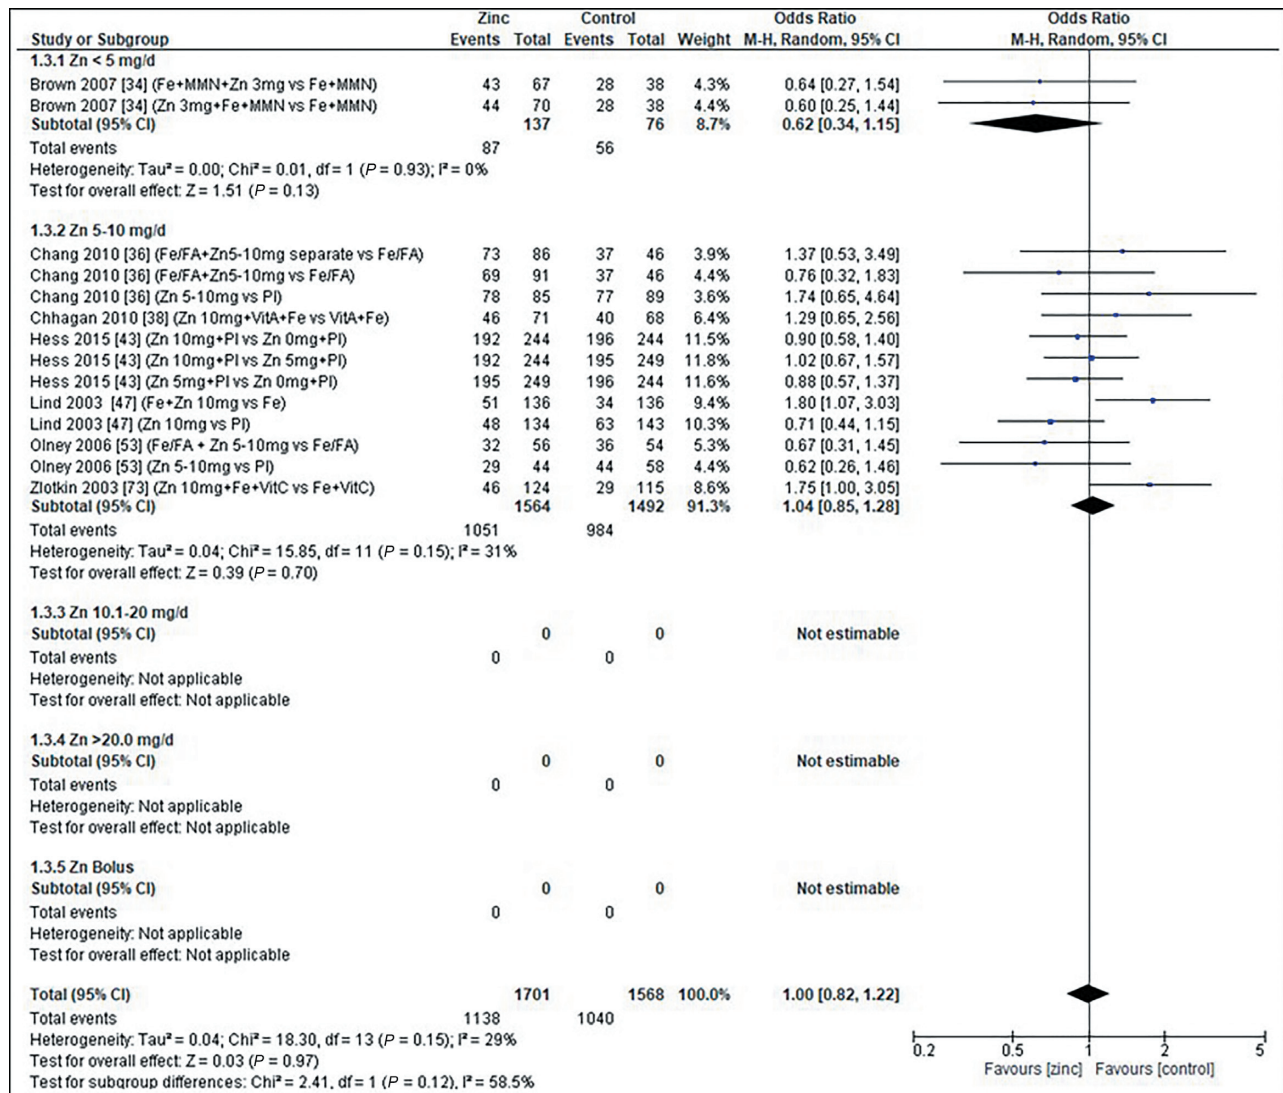 Zinc Control Odds Ratio Odds Ratio
Study or Subgroup Events Total Events Total Weight M-H, Random, 95% CI M-H, Random, 95% CI
1.3.1 Zn < 5 mg/d
Brown 2007 [34] (Fe+MMN+Zn 3mg vs Fe+MMN) 43 67 28 38 4.3% 0.64 [0.27, 1.54]
Brown 2007 [34] (Zn 3mg+Fe+MMN vs Fe+MMN) 44 70 28 38 4.4% 0.60 [0.25, 1.44]
Subtotal (95% CI) 137 76 8.7% 0.62 [0.34, 1.15]
Total events 87 56
Heterogeneity: Tau² = 0.00; Chi² = 0.01, df = 1 (P = 0.93); I² = 0%
Test for overall effect: Z = 1.51 (P = 0.13)
1.3.2 Zn 5-10 mg/d
Chang 2010 [36] (Fe/FA+Zn5-10mg separate vs Fe/FA) 73 86 37 46 3.9% 1.37 [0.53, 3.49]
Chang 2010 [36] (Fe/FA+Zn5-10mg vs Fe/FA) 69 91 37 46 4.4% 0.76 [0.32, 1.83]
Chang 2010 [36] (Zn 5-10mg vs Pl) 78 85 77 89 3.6% 1.74 [0.65, 4.64]
Chhagan 2010 [38] (Zn 10mg+VitA+Fe vs VitA+Fe) 46 71 40 68 6.4% 1.29 [0.65, 2.56]
Hess 2015 [43] (Zn 10mg+Pl vs Zn 0mg+Pl) 192 244 196 244 11.5% 0.90 [0.58, 1.40]
Hess 2015 [43] (Zn 10mg+Pl vs Zn 5mg+Pl) 192 244 195 249 11.8% 1.02 [0.67, 1.57]
Hess 2015 [43] (Zn 5mg+Pl vs Zn 0mg+Pl) 195 249 196 244 11.6% 0.88 [0.57, 1.37]
Lind 2003 [47] (Fe+Zn 10mg vs Fe) 51 136 34 136 9.4% 1.80 [1.07, 3.03]
Lind 2003 [47] (Zn 10mg vs Pl) 48 134 63 143 10.3% 0.71 [0.44, 1.15]
Olney 2006 [53] (Fe/FA + Zn 5-10mg vs Fe/FA) 32 56 36 54 5.3% 0.67 [0.31, 1.45]
Olney 2006 [53] (Zn 5-10mg vs Pl) 29 44 44 58 4.4% 0.62 [0.26, 1.46]
Zlotkin 2003 [73] (Zn 10mg+Fe+VitC vs Fe+VitC) 46 124 29 115 8.6% 1.75 [1.00, 3.05]
Subtotal (95% CI) 1564 1492 91.3% 1.04 [0.85, 1.28]
Total events 1051 984
Heterogeneity: Tau² = 0.04; Chi² = 15.85, df = 11 (P = 0.15); I² = 31%
Test for overall effect: Z = 0.39 (P = 0.70)
1.3.3 Zn 10.1-20 mg/d
Subtotal (95% CI) 0 0 Not estimable
Total events 0 0
Heterogeneity: Not applicable
Test for overall effect: Not applicable
1.3.4 Zn >20.0 mg/d
Subtotal (95% CI) 0 0 Not estimable
Total events 0 0
Heterogeneity: Not applicable
Test for overall effect: Not applicable
1.3.5 Zn Bolus
Subtotal (95% CI) 0 0 Not estimable
Total events 0 0
Heterogeneity: Not applicable
Test for overall effect: Not applicable
Total (95% CI) 1701 1568 100.0% 1.00 [0.82, 1.22]
Total events 1138 1040
Heterogeneity: Tau² = 0.04; Chi² = 18.30, df = 13 (P = 0.15); I² = 29%
Test for overall effect: Z = 0.03 (P = 0.97)
Test for subgroup differences: Chi² = 2.41, df = 1 (P = 0.12), I² = 58.5%
0.2 0.5 1 2 5
Favours [zinc] Favours [control]